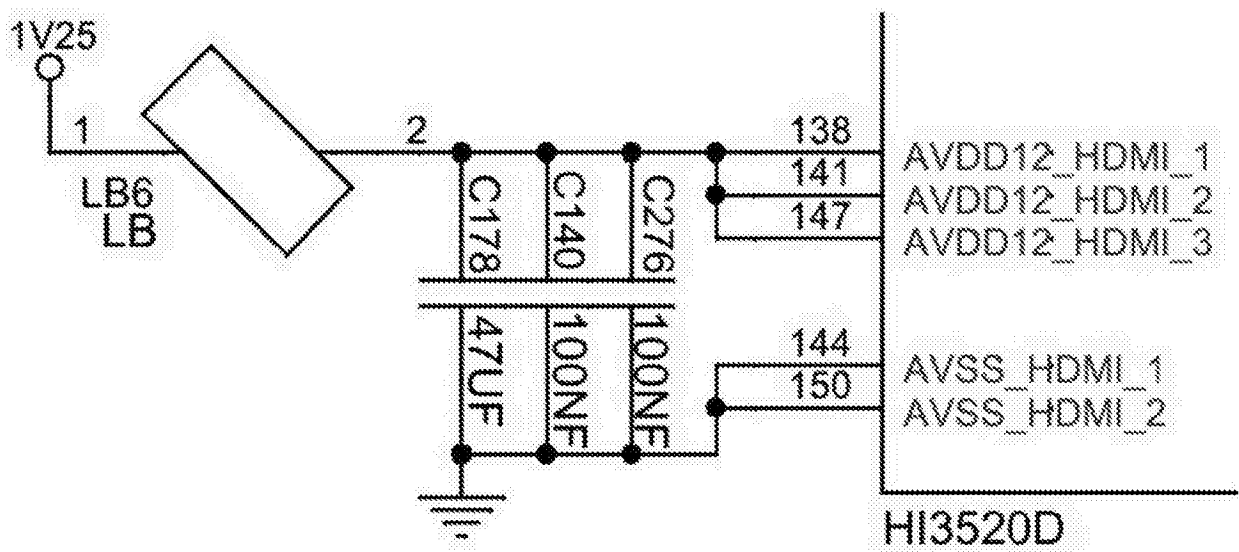 1V25
1
2
LB6
LB
C178
C140
C276
47UF
100NF
100NF
138
141
147
144
150
AVDD12_HDMI_1
AVDD12_HDMI_2
AVDD12_HDMI_3
AVSS_HDMI_1
AVSS_HDMI_2
HI3520D